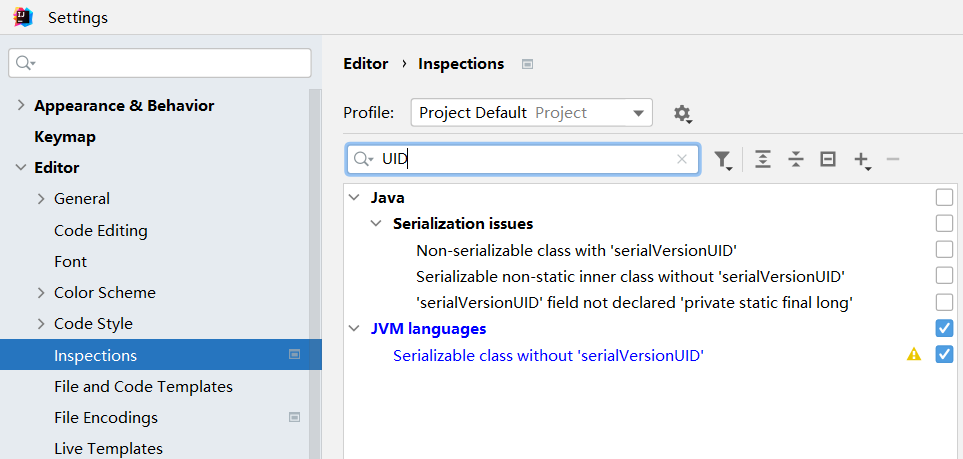 Settings
Appearance & Behavior
Keymap
Editor
General
Code Editing
Font
Color Scheme
Code Style
Inspections
File and Code Templates
File Encodings
Live Templates
Editor › Inspections
Profile: Project Default Project
UID
Java
Serialization issues
Non-serializable class with 'serialVersionUID'
Serializable non-static inner class without 'serialVersionUID'
'serialVersionUID' field not declared 'private static final long'
JVM languages
Serializable class without 'serialVersionUID'